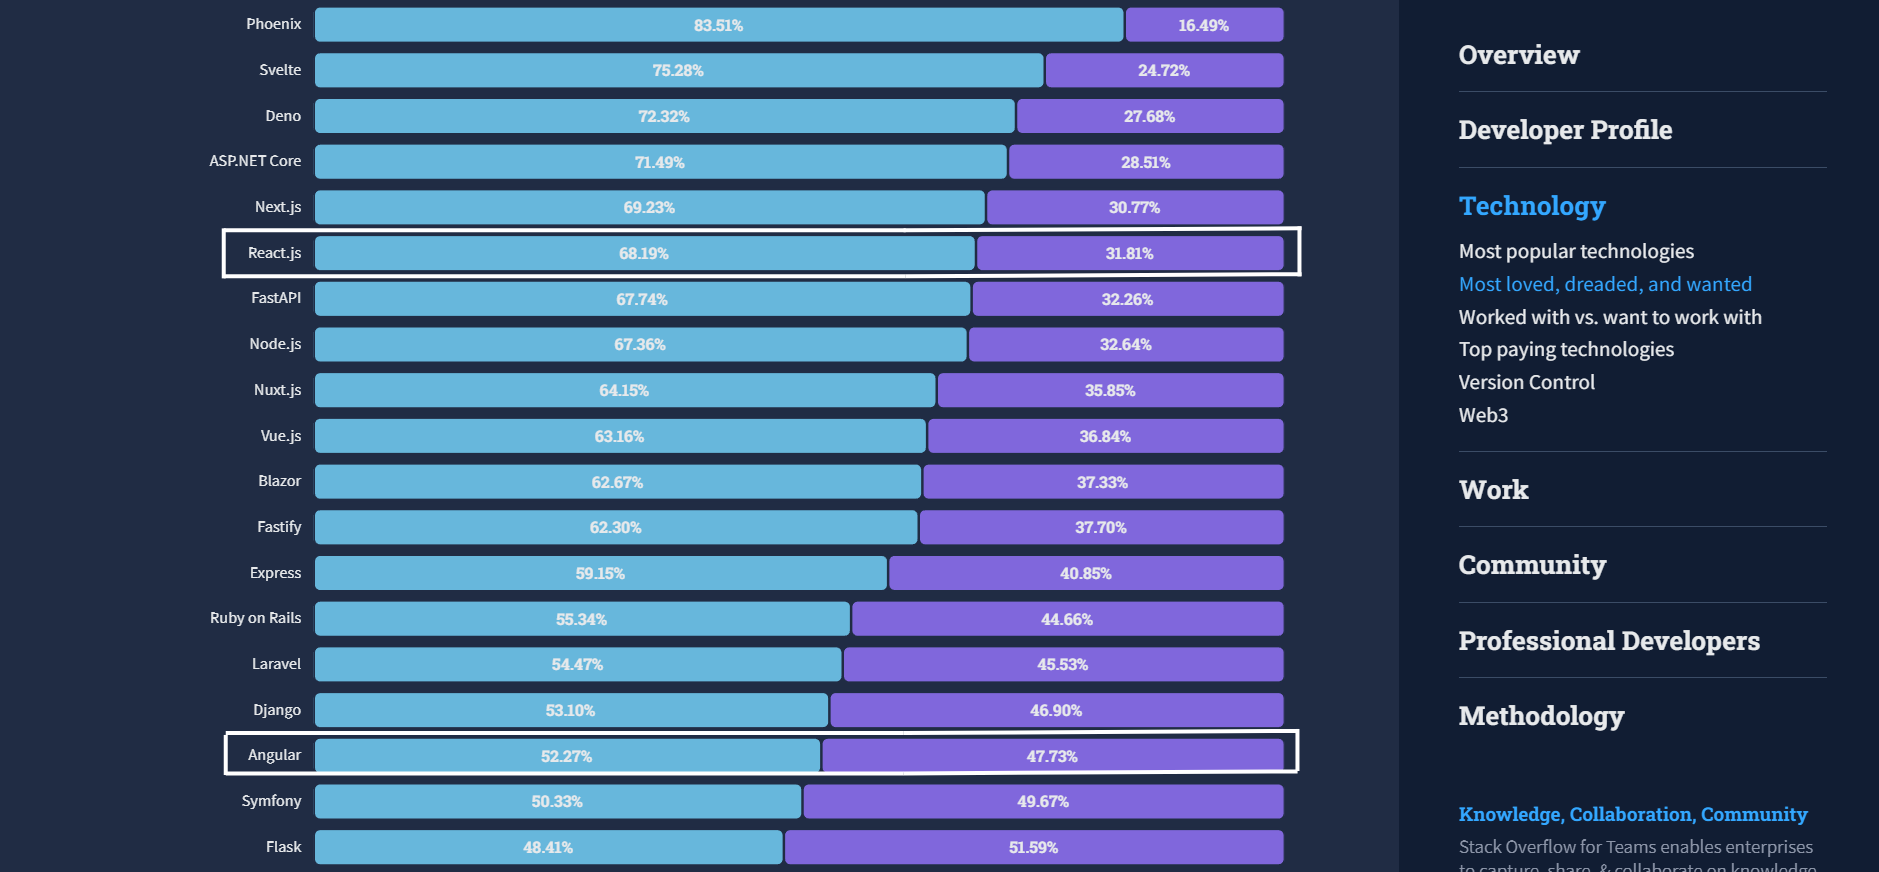 Phoenix 83.51% 16.49%
Svelte 75.28% 24.72%
Deno 72.32% 27.68%
ASP.NET Core 71.49% 28.51%
Next.js 69.23% 30.77%
React.js 68.19% 31.81%
FastAPI 67.74% 32.26%
Node.js 67.36% 32.64%
Nuxt.js 64.15% 35.85%
Vue.js 63.16% 36.84%
Blazor 62.67% 37.33%
Fastify 62.30% 37.70%
Express 59.15% 40.85%
Ruby on Rails 55.34% 44.66%
Laravel 54.47% 45.53%
Django 53.10% 46.90%
Angular 52.27% 47.73%
Symfony 50.33% 49.67%
Flask 48.41% 51.59%
Overview
Developer Profile
Technology
Most popular technologies
Most loved, dreaded, and wanted
Worked with vs. want to work with
Top paying technologies
Version Control
Web3
Work
Community
Professional Developers
Methodology
Knowledge, Collaboration, Community
Stack Overflow for Teams enables enterprises
to capture, share, & collaborate on knowledge